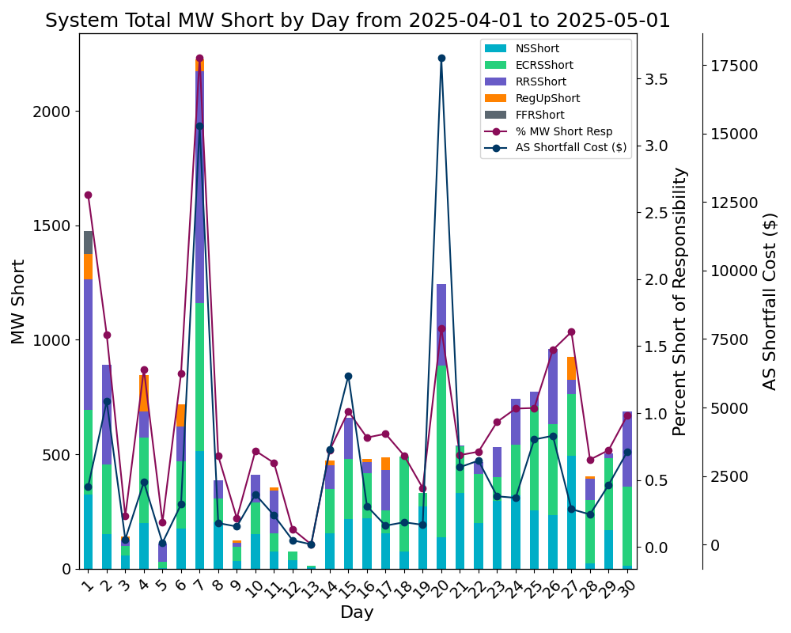 System Total MW Short by Day from 2025-04-01 to 2025-05-01
NSShort
ECRSShort
RRSShort
RegUpShort
FFRShort
% MW Short Resp
AS Shortfall Cost ($)
MW Short
2000
1500
1000
500
0
3.5
3.0
2.5
2.0
1.5
1.0
0.5
0.0
Percent Short of Responsibility
17500
15000
12500
10000
7500
5000
2500
0
AS Shortfall Cost ($)
1 2 3 4 5 6 7 8 9 10 11 12 13 14 15 16 17 18 19 20 21 22 23 24 25 26 27 28 29 30
Day